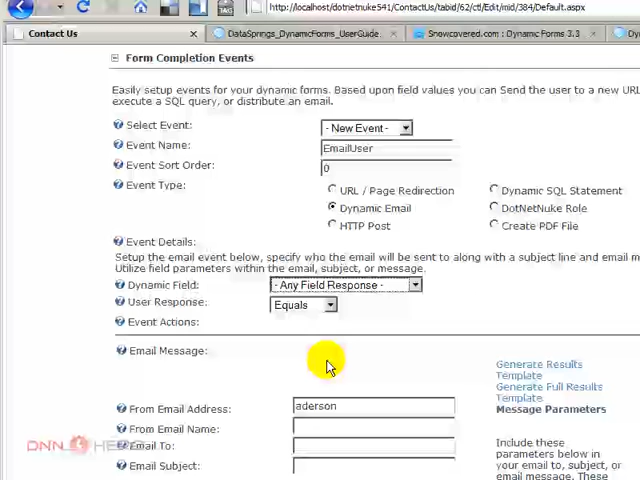 http://dotnetnuke541/ContactUs/tabid/62/ctl/Edit/mid/384/Default.aspx
Contact Us
DataSprings_DynamicForms_UserGuide.
Snowcovered.com : Dynamic Forms 3.3
Dyna
Form Completion Events
Easily setup events for your dynamic forms. Based upon field values you can Send the user to a new URL
execute a SQL query, or distribute an email.
Select Event: - New Event -
Event Name: EmailUser
Event Sort Order: 0
Event Type: URL / Page Redirection Dynamic SQL Statement
Dynamic Email DotNetNuke Role
HTTP Post Create PDF File
Event Details:
Setup the email event below, specify who the email will be sent to along with a subject line and email m
Utilize field parameters within the email, subject, or message.
Dynamic Field: - Any Field Response -
User Response: Equals
Event Actions:
Email Message:
Generate Results
Template
Generate Full Results
Template
Message Parameters
From Email Address: aderson
From Email Name:
Email To:
Email Subject:
Include these
parameters below in
your email to, subject, or
email message. These
DNN HERO